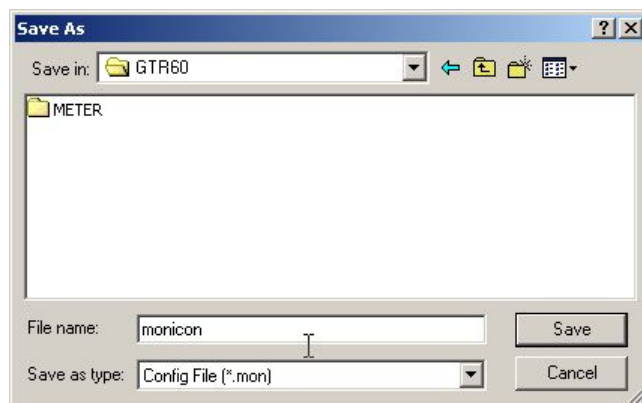 Save As
Save in: GTR60
METER
File name: monicon Save
Save as type: Config File (*.mon) Cancel